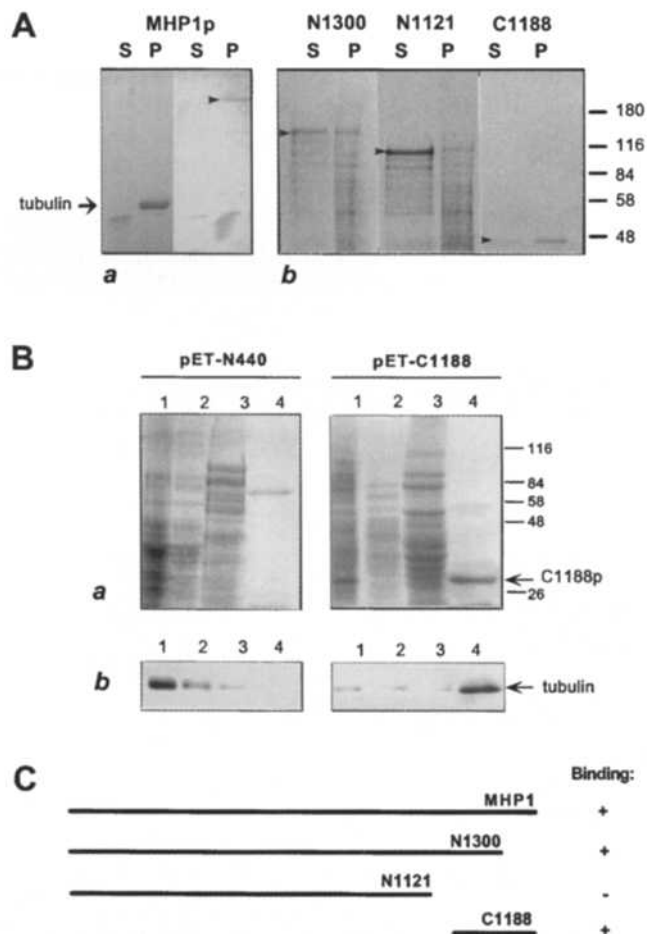 A
MHP1p N1300 N1121 C1188
S P S P S P S P S P
180
116
84
58
48
tubulin
a b
B
pET-N440 pET-C1188
1 2 3 4 1 2 3 4
116
84
58
48
C1188p
26
a
1 2 3 4 1 2 3 4
b
tubulin
C
Binding:
MHP1 +
N1300 +
N1121 -
C1188 +